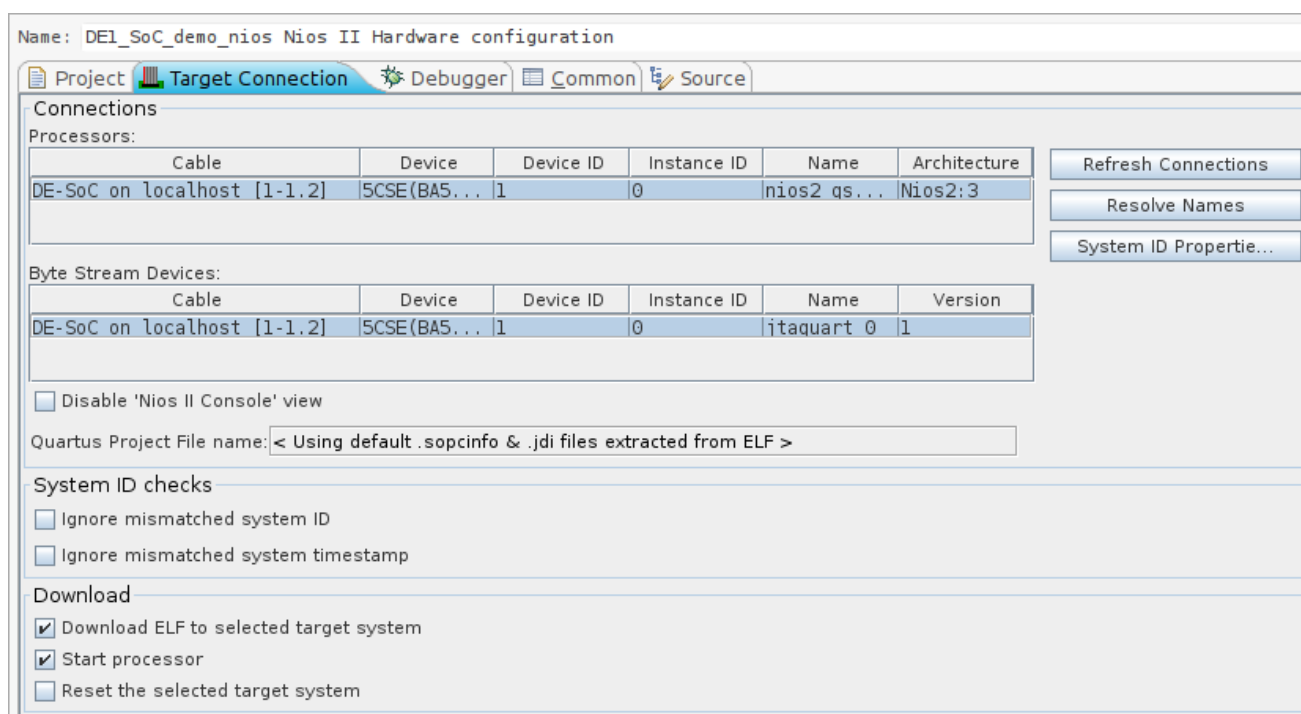 Name: DE1_SoC_demo_nios Nios II Hardware configuration
Project Target Connection Debugger Common Source
Connections
Processors:
Cable Device Device ID Instance ID Name Architecture
DE-SoC on localhost [1-1.2] 5CSE(BA5... 1 0 nios2_qs... Nios2:3
Refresh Connections
Resolve Names
System ID Propertie...
Byte Stream Devices:
Cable Device Device ID Instance ID Name Version
DE-SoC on localhost [1-1.2] 5CSE(BA5... 1 0 jtaguart_0 1
Disable 'Nios II Console' view
Quartus Project File name: < Using default .sopcinfo & .jdi files extracted from ELF >
System ID checks
Ignore mismatched system ID
Ignore mismatched system timestamp
Download
Download ELF to selected target system
Start processor
Reset the selected target system